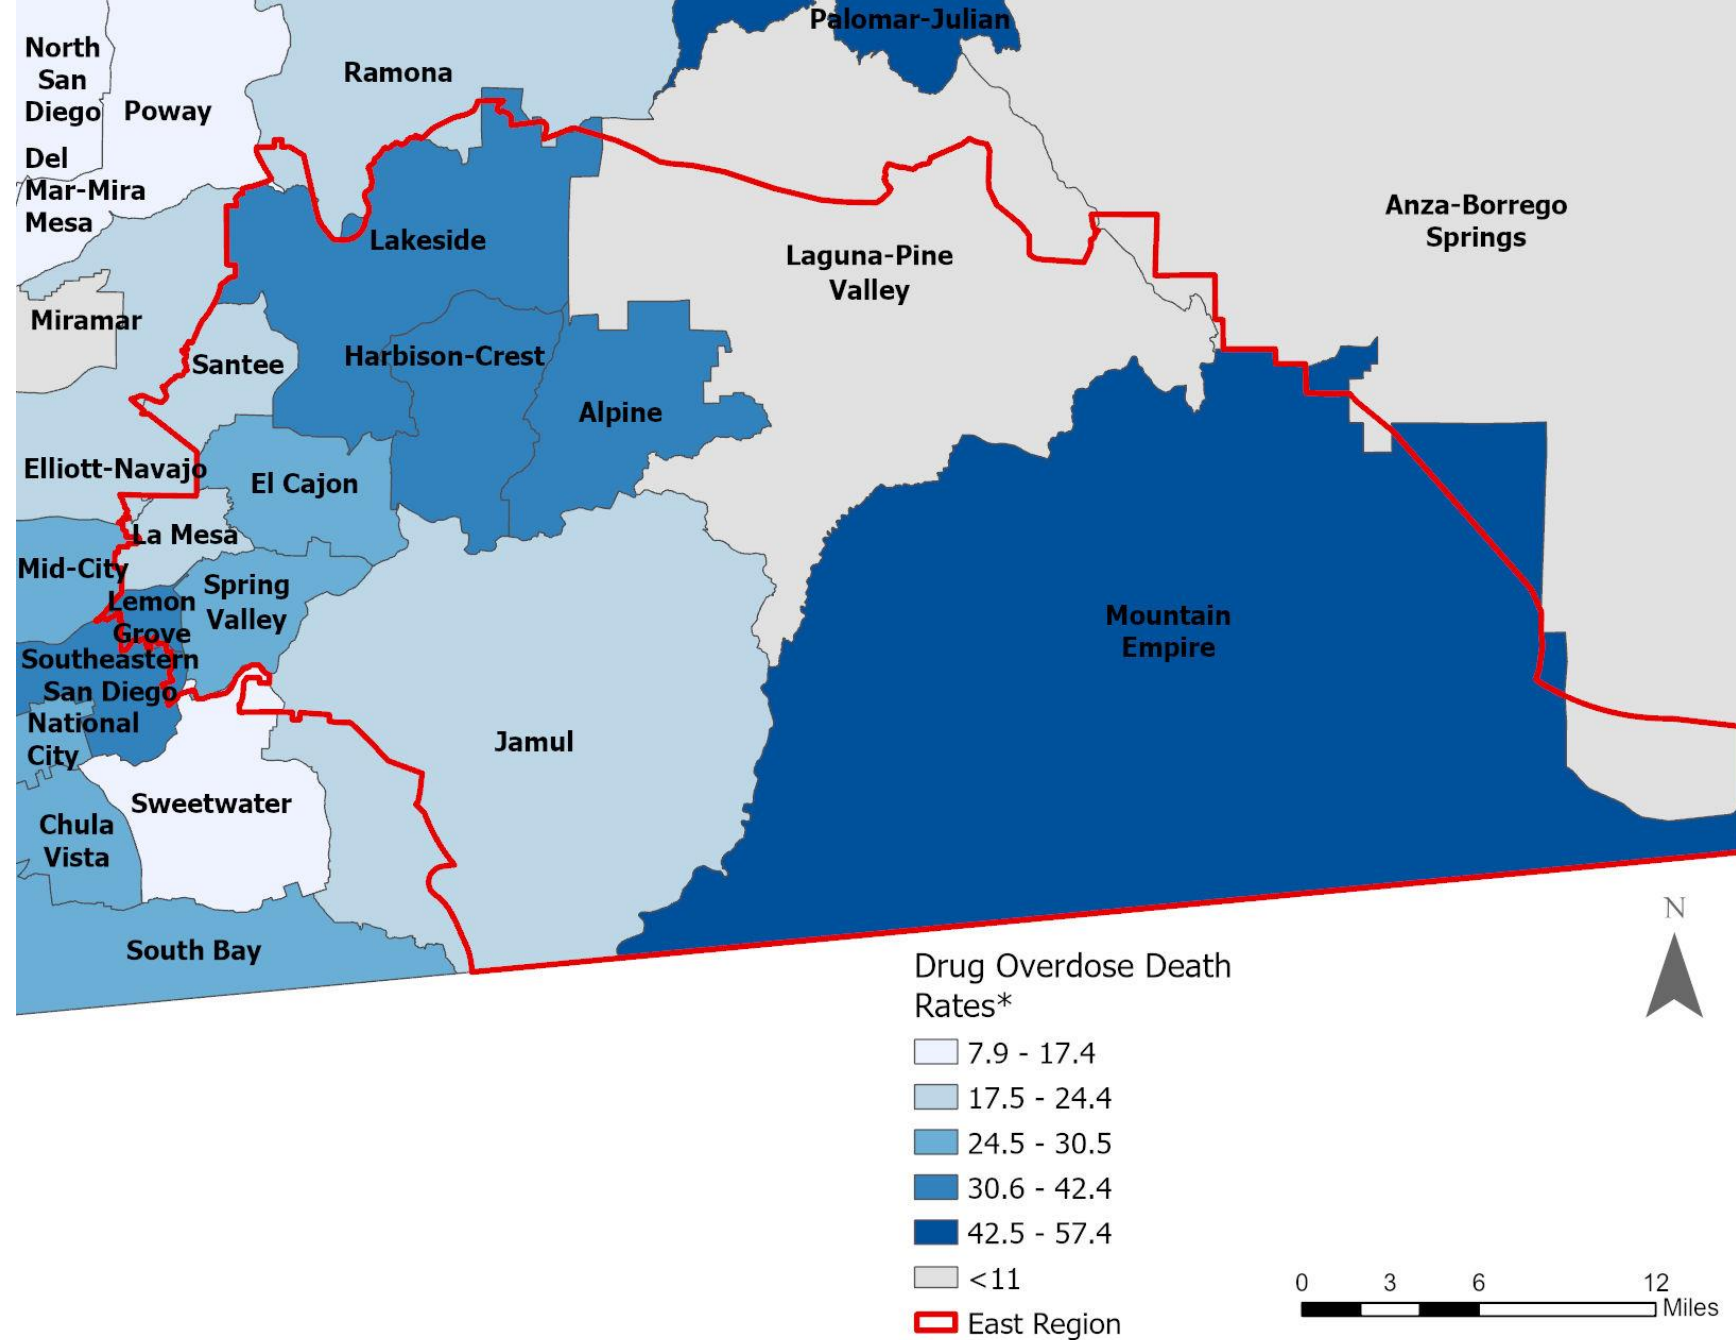 Palomar-Julian
North
San
Diego
Ramona
Poway
Del
Mar-Mira
Mesa
Anza-Borrego
Springs
Lakeside
Laguna-Pine
Valley
Miramar
Santee
Harbison-Crest
Alpine
Elliott-Navajo
El Cajon
La Mesa
Mid-City
Spring
Valley
Lemon
Grove
Mountain
Empire
Southeastern
San Diego
National
City
Jamul
Sweetwater
Chula
Vista
South Bay
N
Drug Overdose Death
Rates*
7.9 - 17.4
17.5 - 24.4
24.5 - 30.5
30.6 - 42.4
42.5 - 57.4
<11
East Region
0 3 6 12
Miles